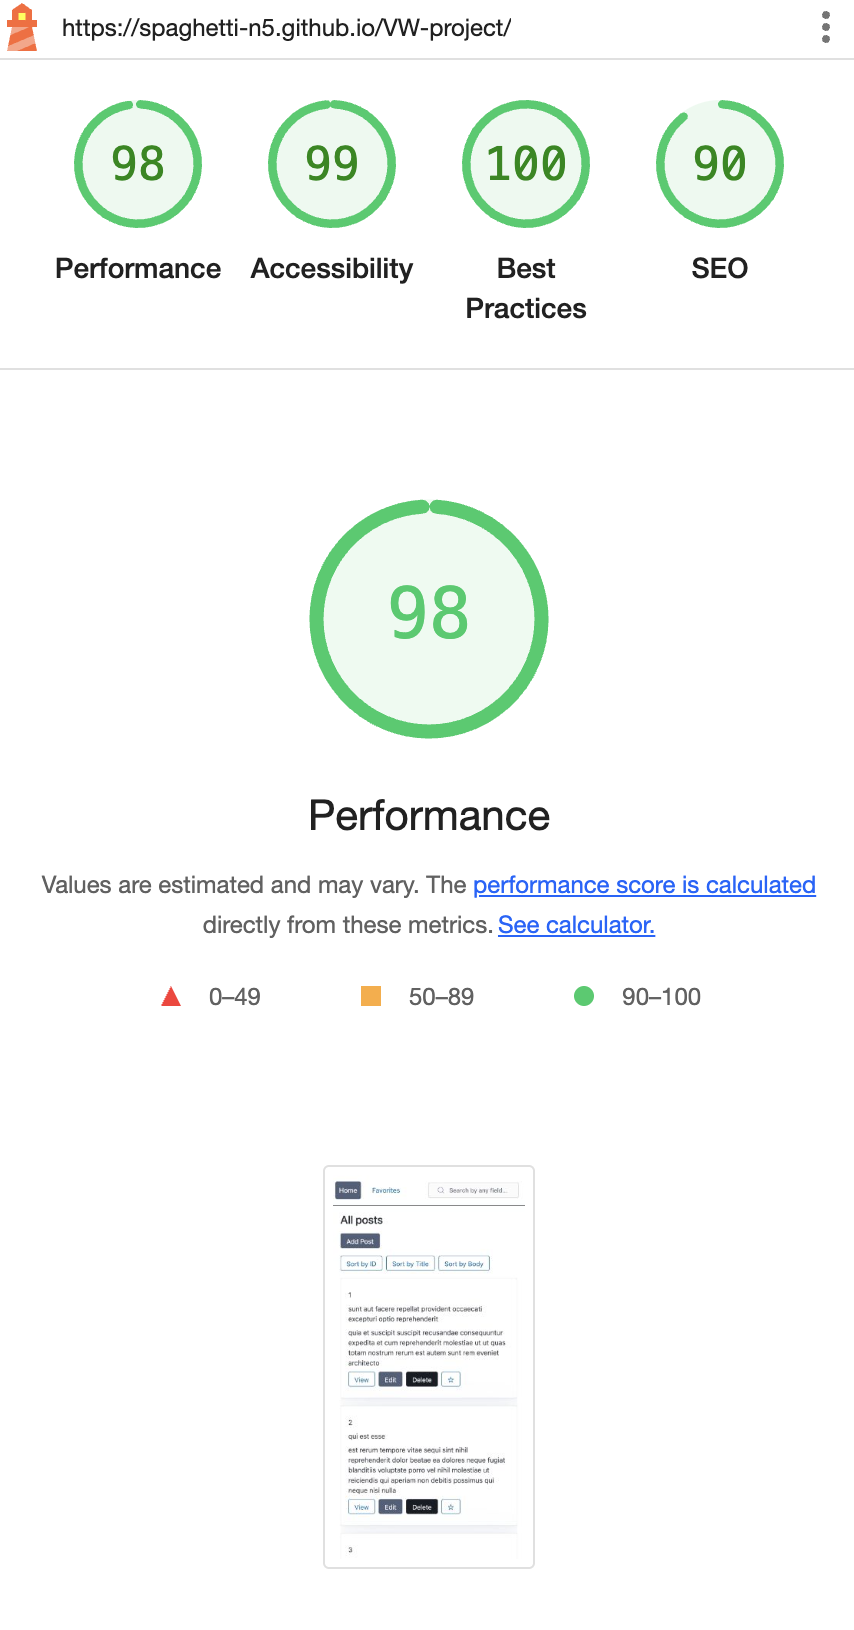 https://spaghetti-n5.github.io/VW-project/
98
99
100
90
Performance
Accessibility
Best
Practices
SEO
98
Performance
Values are estimated and may vary. The performance score is calculated
directly from these metrics. See calculator.
0–49
50–89
90–100
Home
Favorites
Search by any field...
All posts
Add Post
Sort by ID
Sort by Title
Sort by Body
1
sunt aut facere repellat provident occaecati
excepturi optio reprehenderit
quia et suscipit suscipit recusandae consequuntur
expedita et cum reprehenderit molestiae ut ut quas
totam nostrum rerum est autem sunt rem eveniet
architecto
View
Edit
Delete
2
qui est esse
est rerum tempore vitae sequi sint nihil
reprehenderit dolor beatae ea dolores neque fugiat
blanditiis voluptate porro vel nihil molestiae ut
reiciendis qui aperiam non debitis possimus qui
neque nisi nulla
View
Edit
Delete
3